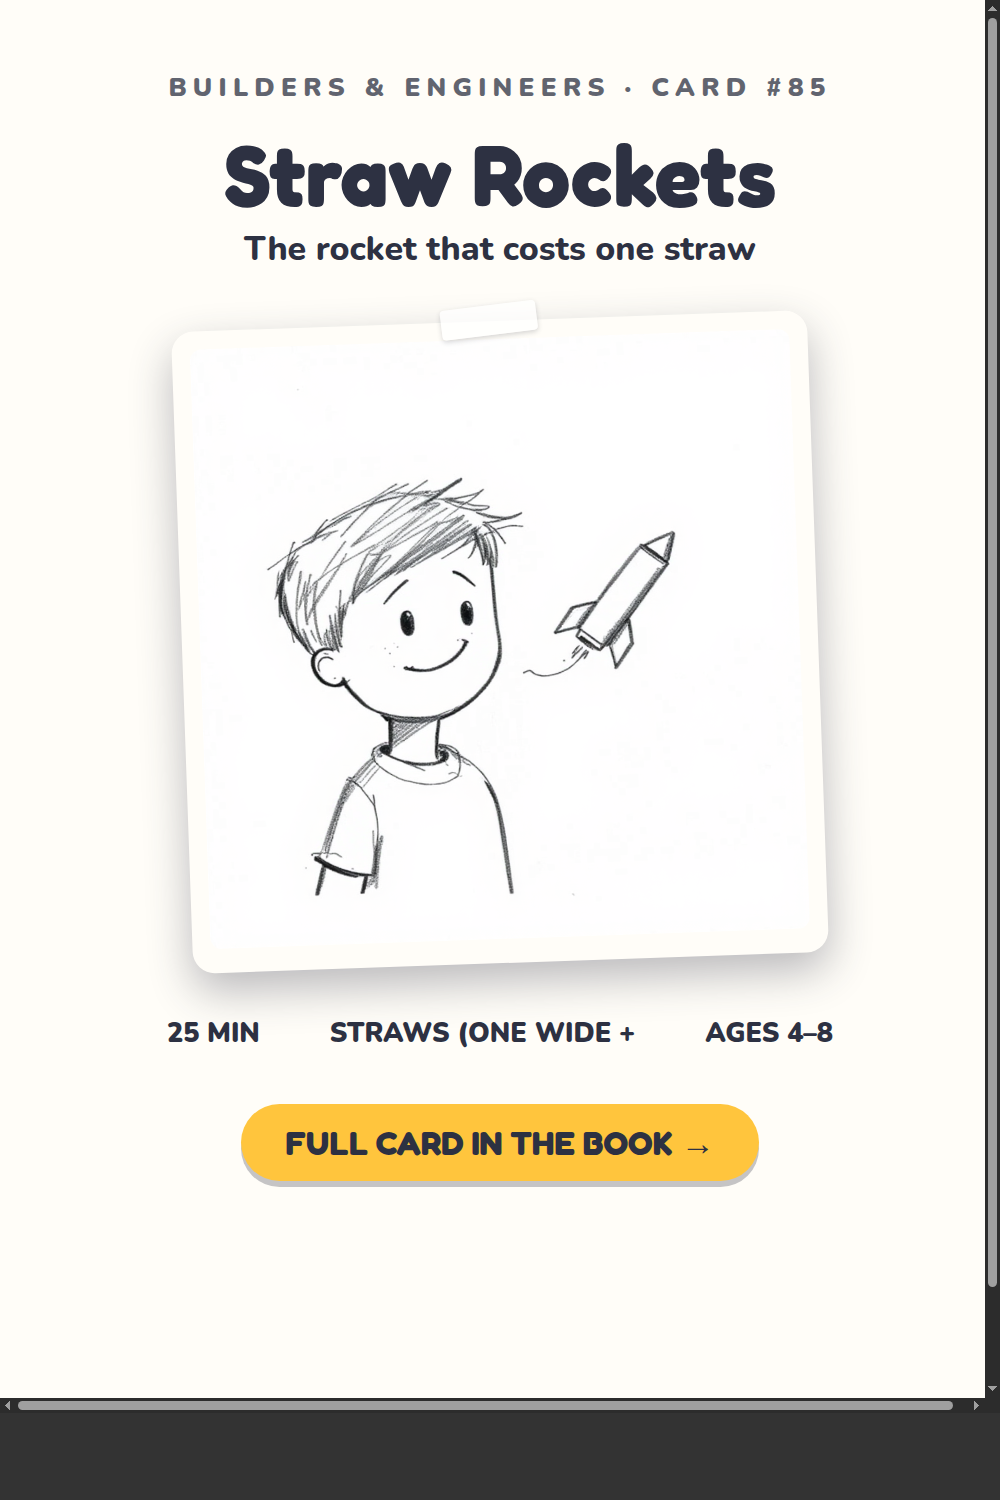 BUILDERS & ENGINEERS · CARD #85
Straw Rockets
The rocket that costs one straw
25 MIN STRAWS (ONE WIDE + AGES 4–8
FULL CARD IN THE BOOK →